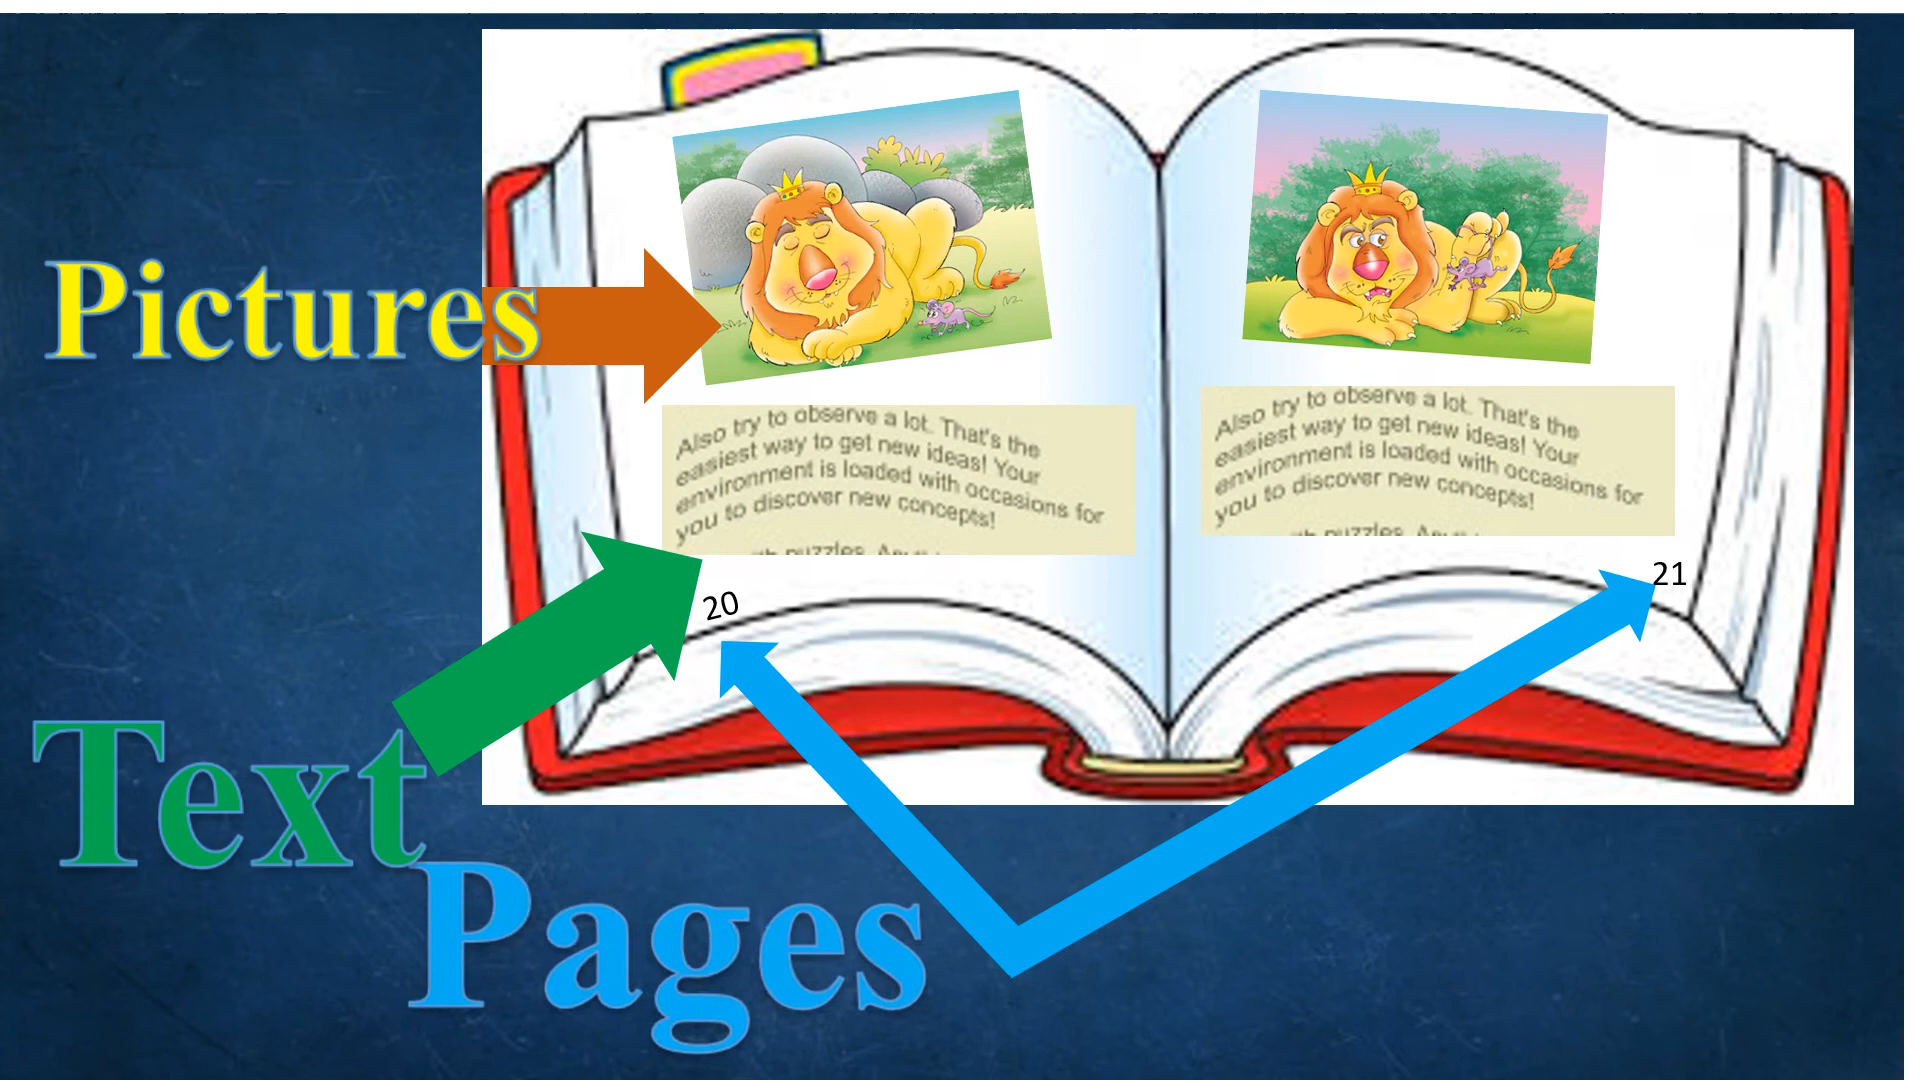 Pictures
Also try to observe a lot. That's the
easiest way to get new ideas! Your
environment is loaded with occasions for
you to discover new concepts!
puzzles.
20
Also try to observe a lot. That's the
easiest way to get new ideas! Your
environment is loaded with occasions for
you to discover new concepts!
puzzles.
21
Text
Pages